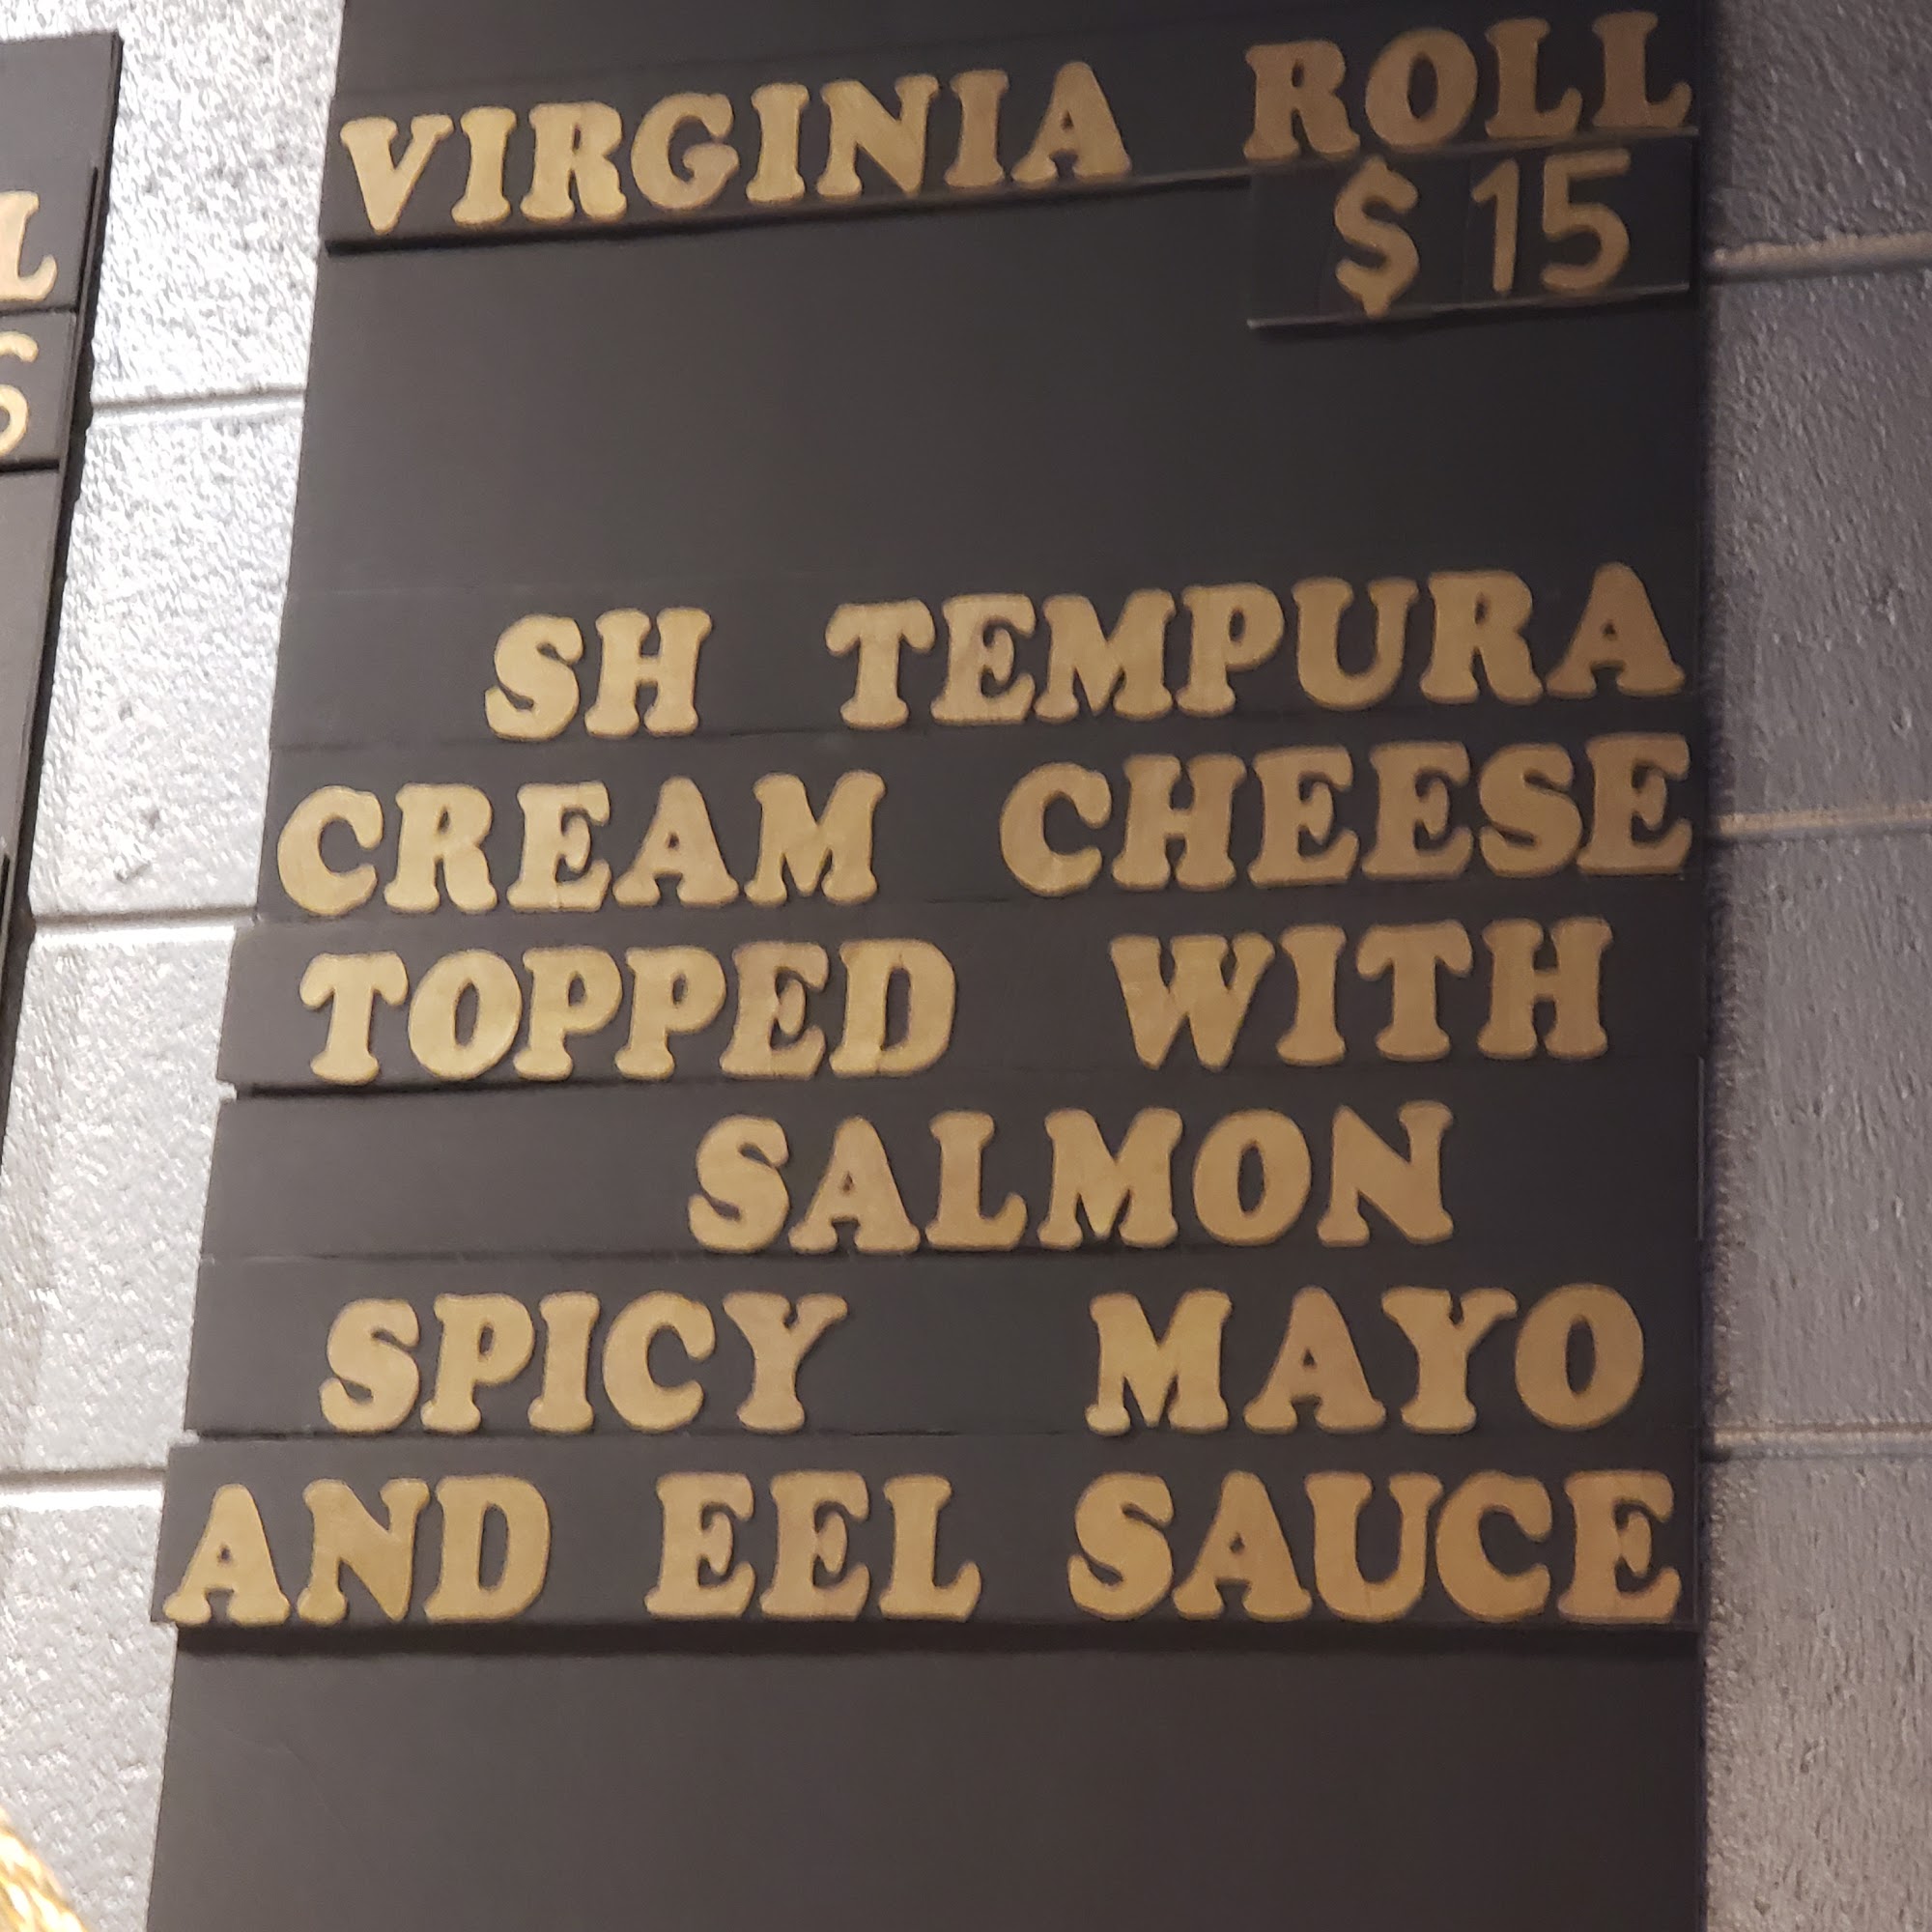 VIRGINIA ROLL
$15
SH TEMPURA
CREAM CHEESE
TOPPED WITH
SALMON
SPICY MAYO
AND EEL SAUCE